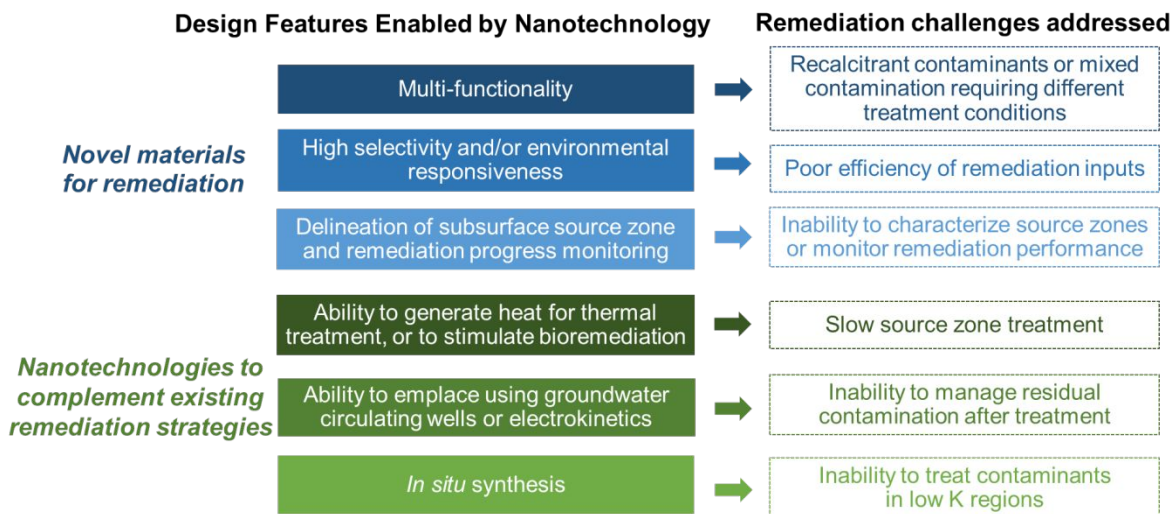 Design Features Enabled by Nanotechnology
Remediation challenges addressed
Novel materials
for remediation
Multi-functionality
Recalcitrant contaminants or mixed
contamination requiring different
treatment conditions
High selectivity and/or environmental
responsiveness
Poor efficiency of remediation inputs
Delineation of subsurface source zone
and remediation progress monitoring
Inability to characterize source zones
or monitor remediation performance
Nanotechnologies to
complement existing
remediation strategies
Ability to generate heat for thermal
treatment, or to stimulate bioremediation
Slow source zone treatment
Ability to emplace using groundwater
circulating wells or electrokinetics
Inability to manage residual
contamination after treatment
In situ synthesis
Inability to treat contaminants
in low K regions